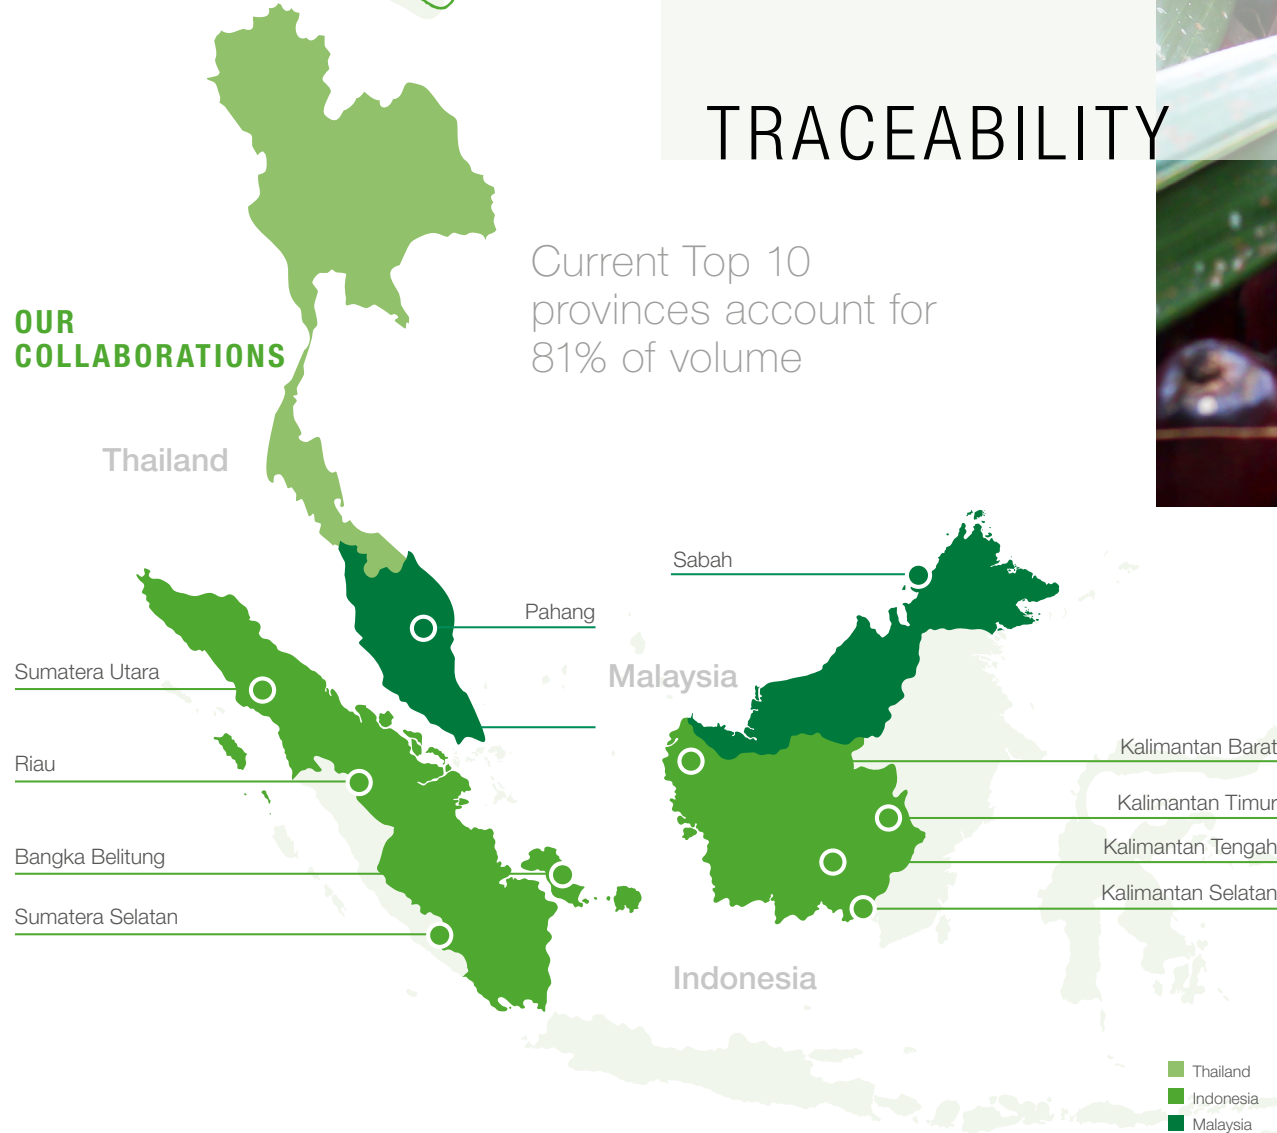 TRACEABILITY
Current Top 10
provinces account for
81% of volume
OUR
COLLABORATIONS
Thailand
Sabah
Pahang
Malaysia
Sumatera Utara
Riau
Bangka Belitung
Sumatera Selatan
Kalimantan Barat
Kalimantan Timur
Kalimantan Tengah
Kalimantan Selatan
Indonesia
Thailand
Indonesia
Malaysia